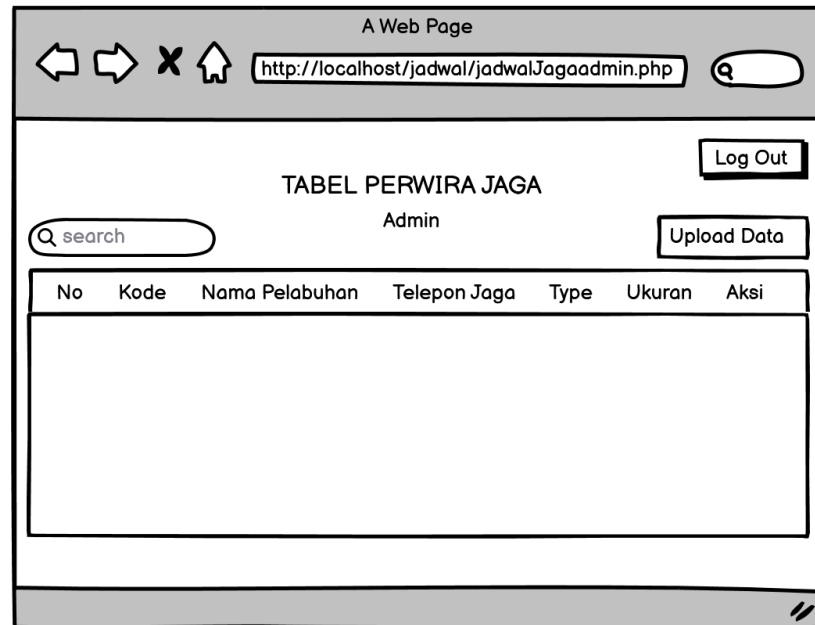 A Web Page
http://localhost/jadwal/jadwalJagaadmin.php
Log Out
TABEL PERWIRA JAGA
Admin
search
Upload Data
No Kode Nama Pelabuhan Telepon Jaga Type Ukuran Aksi